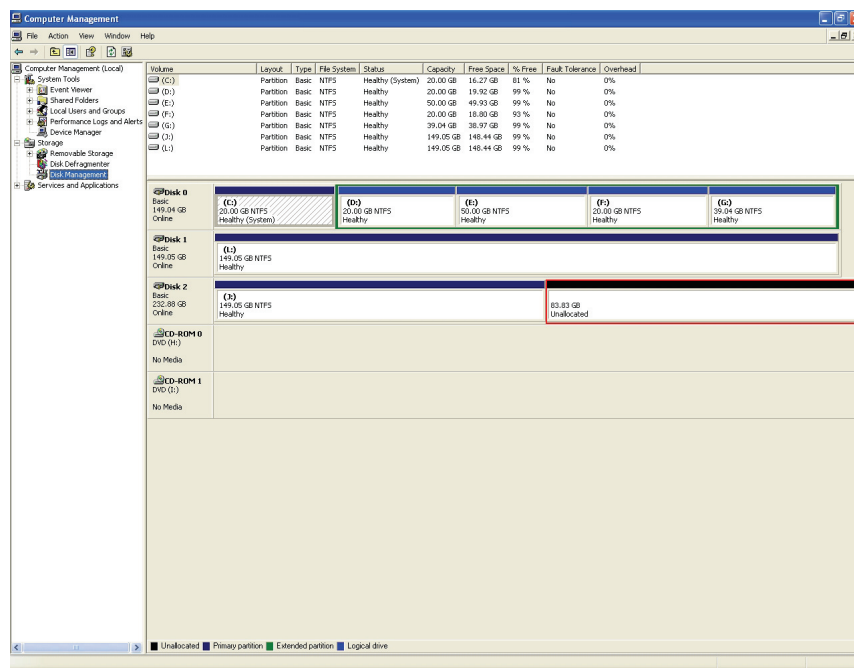 Computer Management
File Action View Window Help
Computer Management (Local)
System Tools
Event Viewer
Shared Folders
Local Users and Groups
Performance Logs and Alerts
Device Manager
Storage
Removable Storage
Disk Defragmenter
Disk Management
Services and Applications
Volume Layout Type File System Status Capacity Free Space % Free Fault Tolerance Overhead
(C:) Partition Basic NTFS Healthy (System) 20.00 GB 16.27 GB 81 % No 0%
(D:) Partition Basic NTFS Healthy 20.00 GB 19.92 GB 99 % No 0%
(E:) Partition Basic NTFS Healthy 50.00 GB 49.93 GB 99 % No 0%
(F:) Partition Basic NTFS Healthy 20.00 GB 18.80 GB 93 % No 0%
(G:) Partition Basic NTFS Healthy 39.04 GB 38.97 GB 99 % No 0%
(J:) Partition Basic NTFS Healthy 149.05 GB 148.44 GB 99 % No 0%
(L:) Partition Basic NTFS Healthy 149.05 GB 148.44 GB 99 % No 0%
Disk 0
Basic
149.04 GB
Online
(C:)
20.00 GB NTFS
Healthy (System)
(D:)
20.00 GB NTFS
Healthy
(E:)
50.00 GB NTFS
Healthy
(F:)
20.00 GB NTFS
Healthy
(G:)
39.04 GB NTFS
Healthy
Disk 1
Basic
149.05 GB
Online
(L:)
149.05 GB NTFS
Healthy
Disk 2
Basic
232.88 GB
Online
(J:)
149.05 GB NTFS
Healthy
83.83 GB
Unallocated
CD-ROM 0
DVD (H:)
No Media
CD-ROM 1
DVD (I:)
No Media
Unallocated Primary partition Extended partition Logical drive